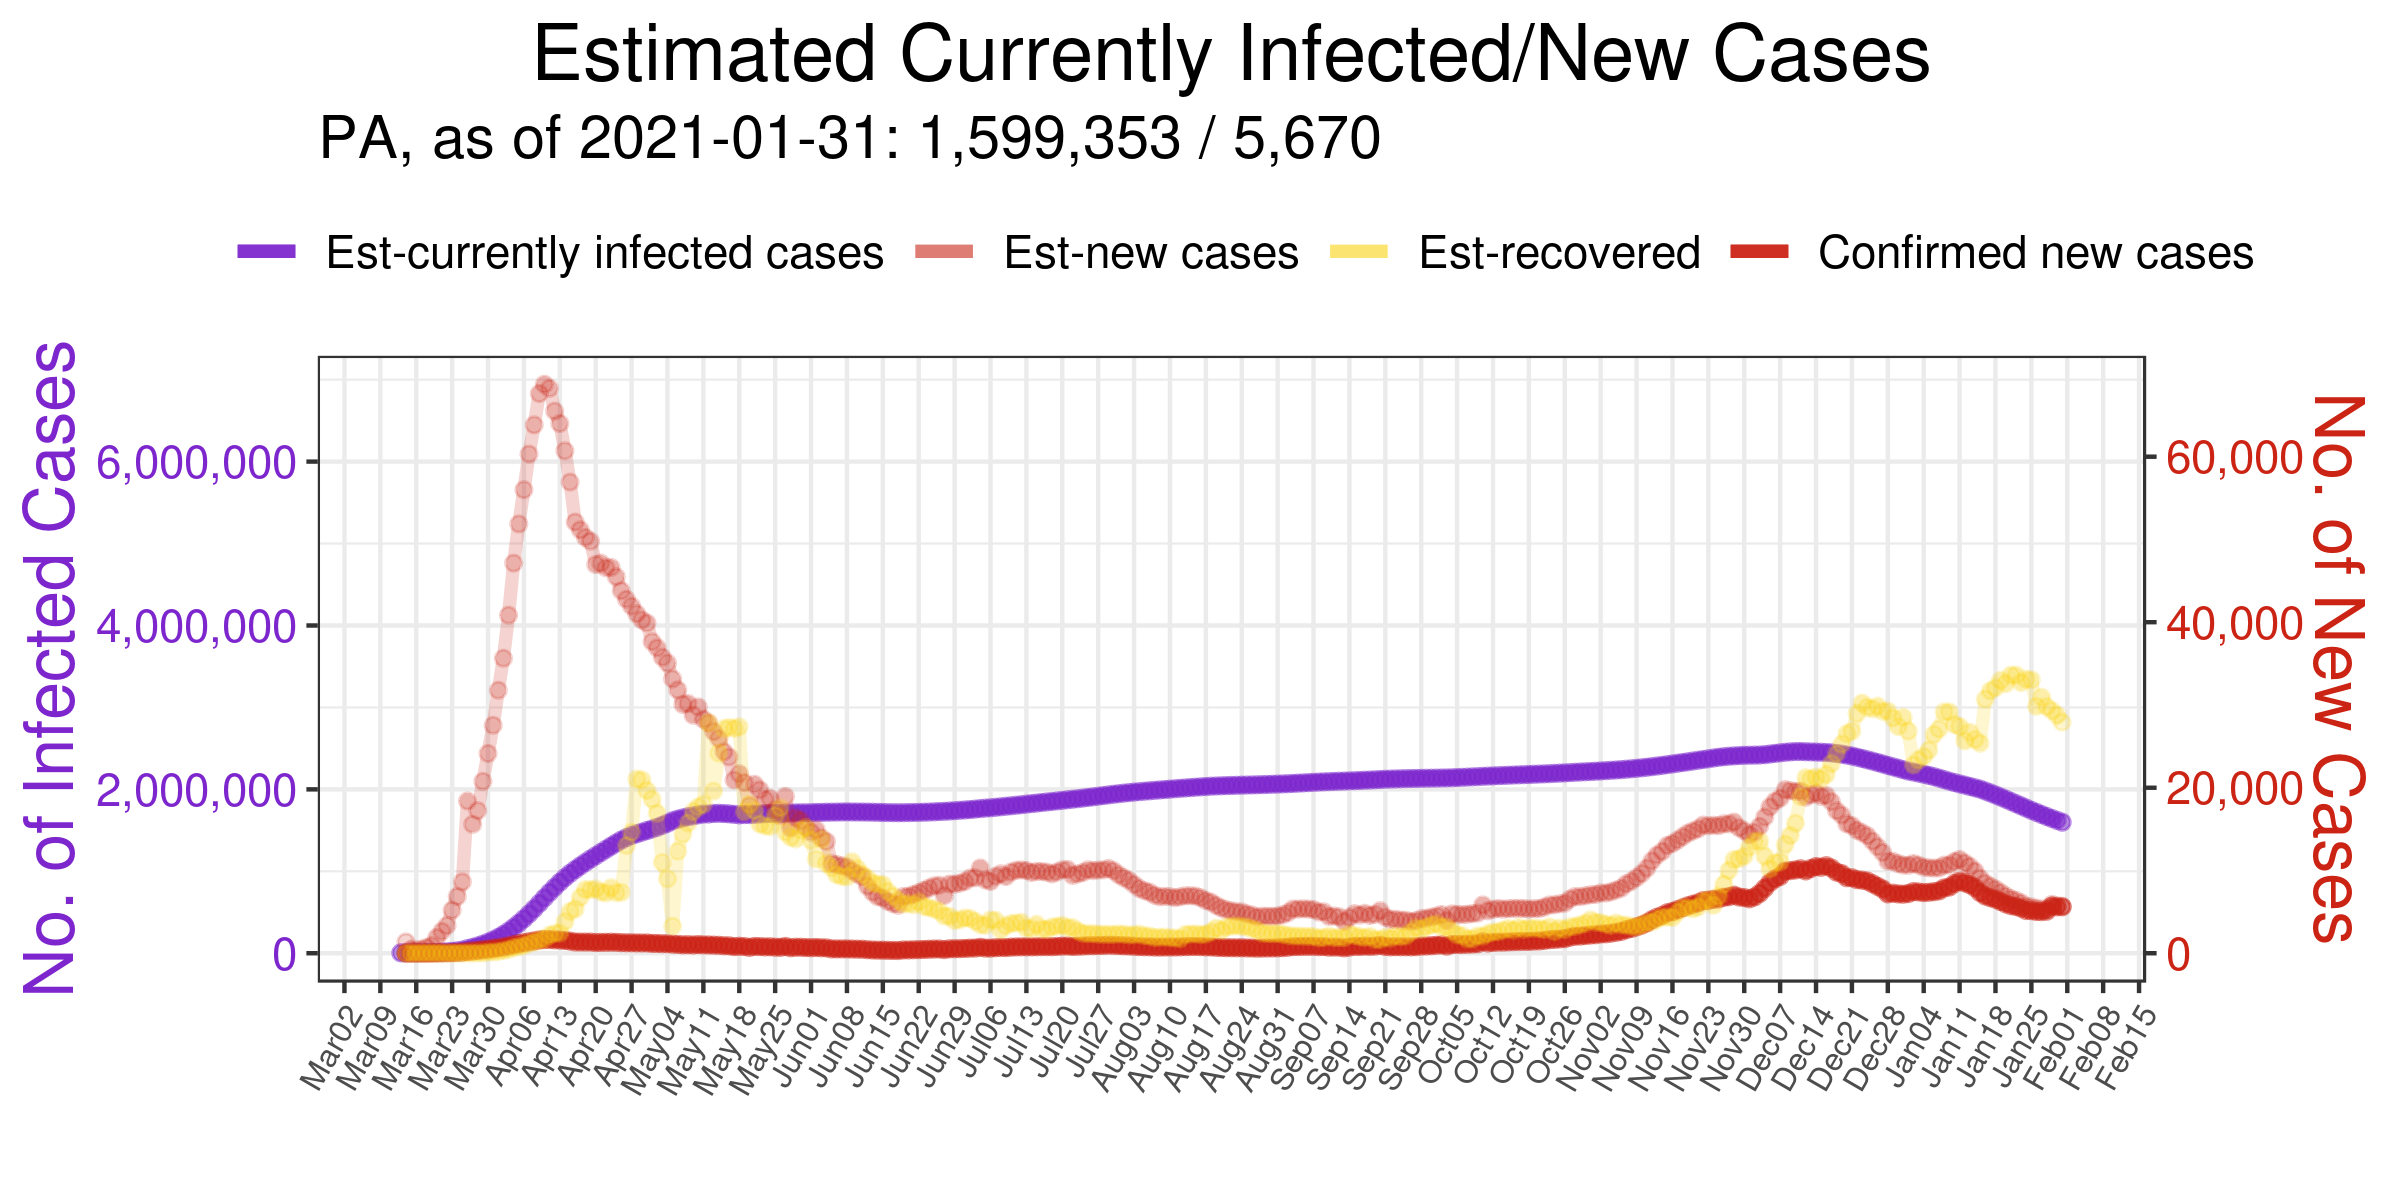 Estimated Currently Infected/New Cases
PA, as of 2021-01-31: 1,599,353 / 5,670
Est-currently infected cases
Est-new cases
Est-recovered
Confirmed new cases
No. of Infected Cases
6,000,000
4,000,000
2,000,000
0
60,000
40,000
20,000
0
No. of New Cases
Mar02
Mar09
Mar16
Mar23
Mar30
Apr06
Apr13
Apr20
Apr27
May04
May11
May18
May25
Jun01
Jun08
Jun15
Jun22
Jun29
Jul06
Jul13
Jul20
Jul27
Aug03
Aug10
Aug17
Aug24
Aug31
Sep07
Sep14
Sep21
Sep28
Oct05
Oct12
Oct19
Oct26
Nov02
Nov09
Nov16
Nov23
Nov30
Dec07
Dec14
Dec21
Dec28
Jan04
Jan11
Jan18
Jan25
Feb01
Feb08
Feb15